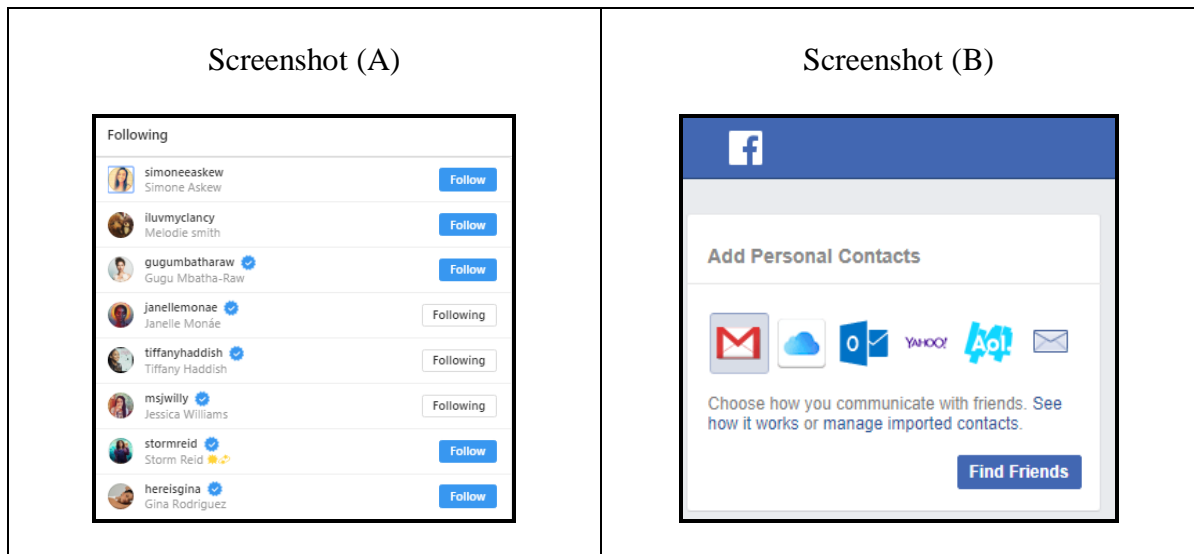 Screenshot (A)
Following
simoneeaskew
Simone Askew
Follow
iluvmyclancy
Melodie smith
Follow
gugumbatharaw
Gugu Mbatha-Raw
Follow
janellemonae
Janelle Monáe
Following
tiffanyhaddish
Tiffany Haddish
Following
msjwilly
Jessica Williams
Following
stormreid
Storm Reid
Follow
hereisgina
Gina Rodriguez
Follow
Screenshot (B)
f
Add Personal Contacts
O
YAHOO!
Aol.
Choose how you communicate with friends. See
how it works or manage imported contacts.
Find Friends